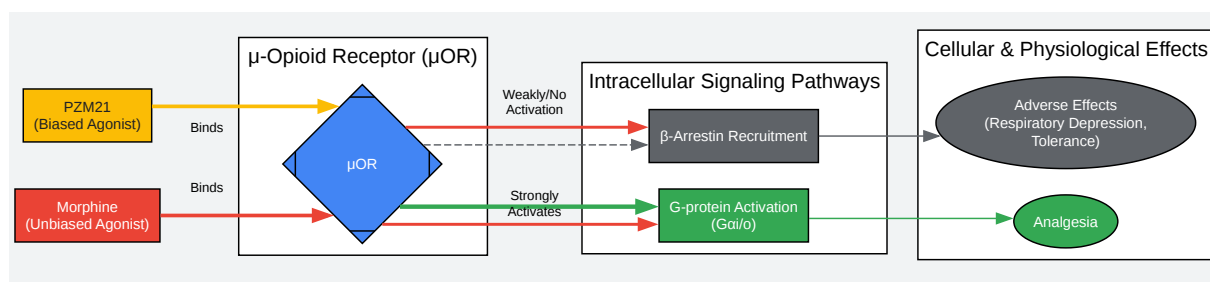 μ-Opioid Receptor (μOR)
Cellular & Physiological Effects
Intracellular Signaling Pathways
PZM21
(Biased Agonist)
Binds
Weakly/No
Activation
β-Arrestin Recruitment
Adverse Effects
(Respiratory Depression,
Tolerance)
μOR
Morphine
(Unbiased Agonist)
Binds
Strongly
Activates
G-protein Activation
(Gαi/o)
Analgesia